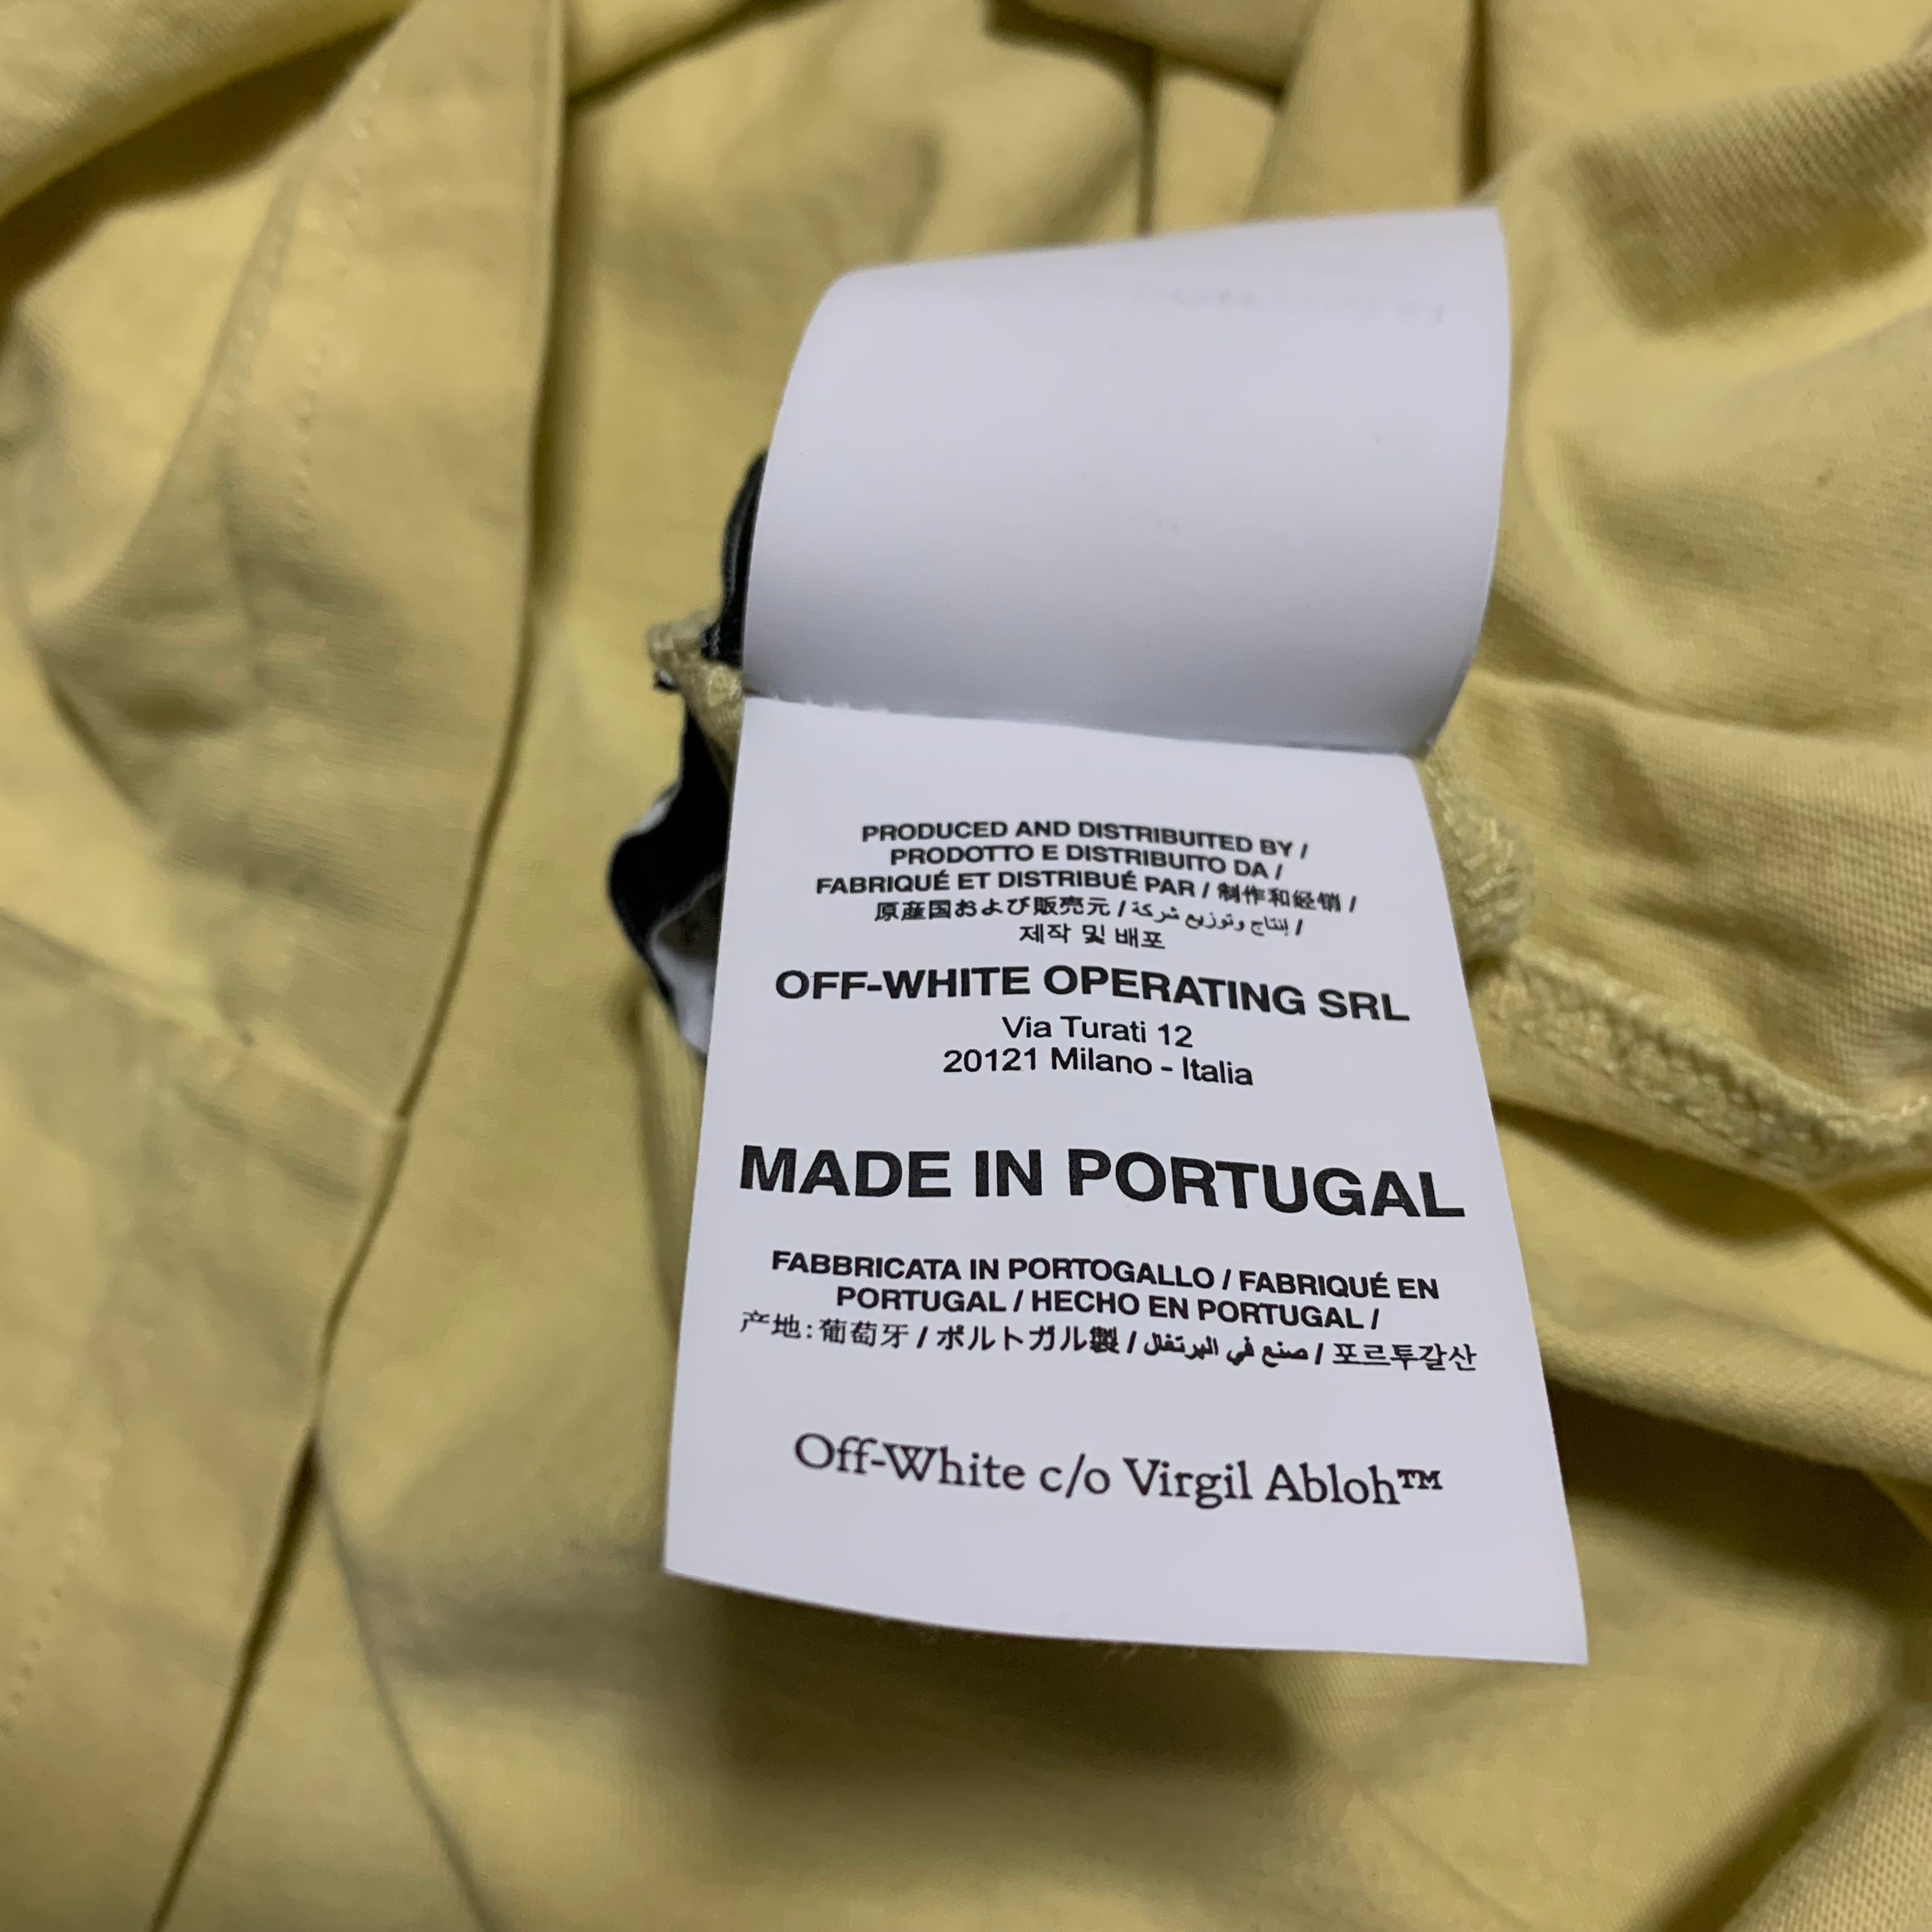 PRODUCED AND DISTRIBUITED BY /
PRODOTTO E DISTRIBUITO DA /
FABRIQUÉ ET DISTRIBUÉ PAR / 制作和经销 /
原産国および販売元 / إنتاج وتوزيع شركة /
제작 및 배포
OFF-WHITE OPERATING SRL
Via Turati 12
20121 Milano - Italia
MADE IN PORTUGAL
FABBRICATA IN PORTOGALLO / FABRIQUÉ EN
PORTUGAL / HECHO EN PORTUGAL /
产地:葡萄牙 / ポルトガル製 / صنع في البرتغال / 포르투갈산
Off-White c/o Virgil Abloh™